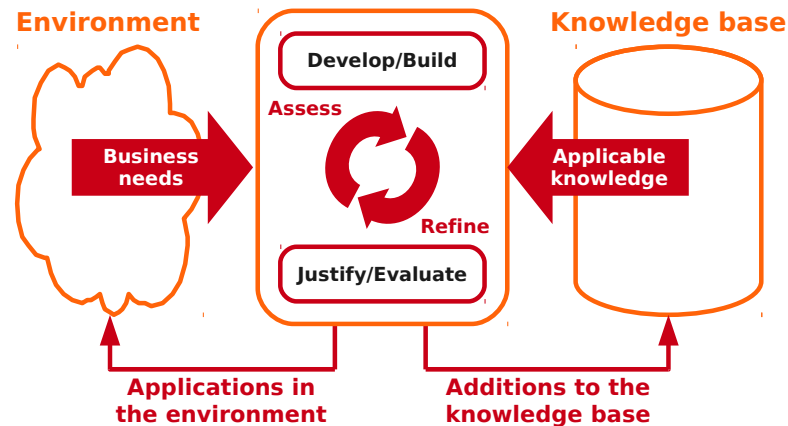 Environment
Knowledge base
Develop/Build
Assess
Business
needs
Applicable
knowledge
Refine
Justify/Evaluate
Applications in
the environment
Additions to the
knowledge base